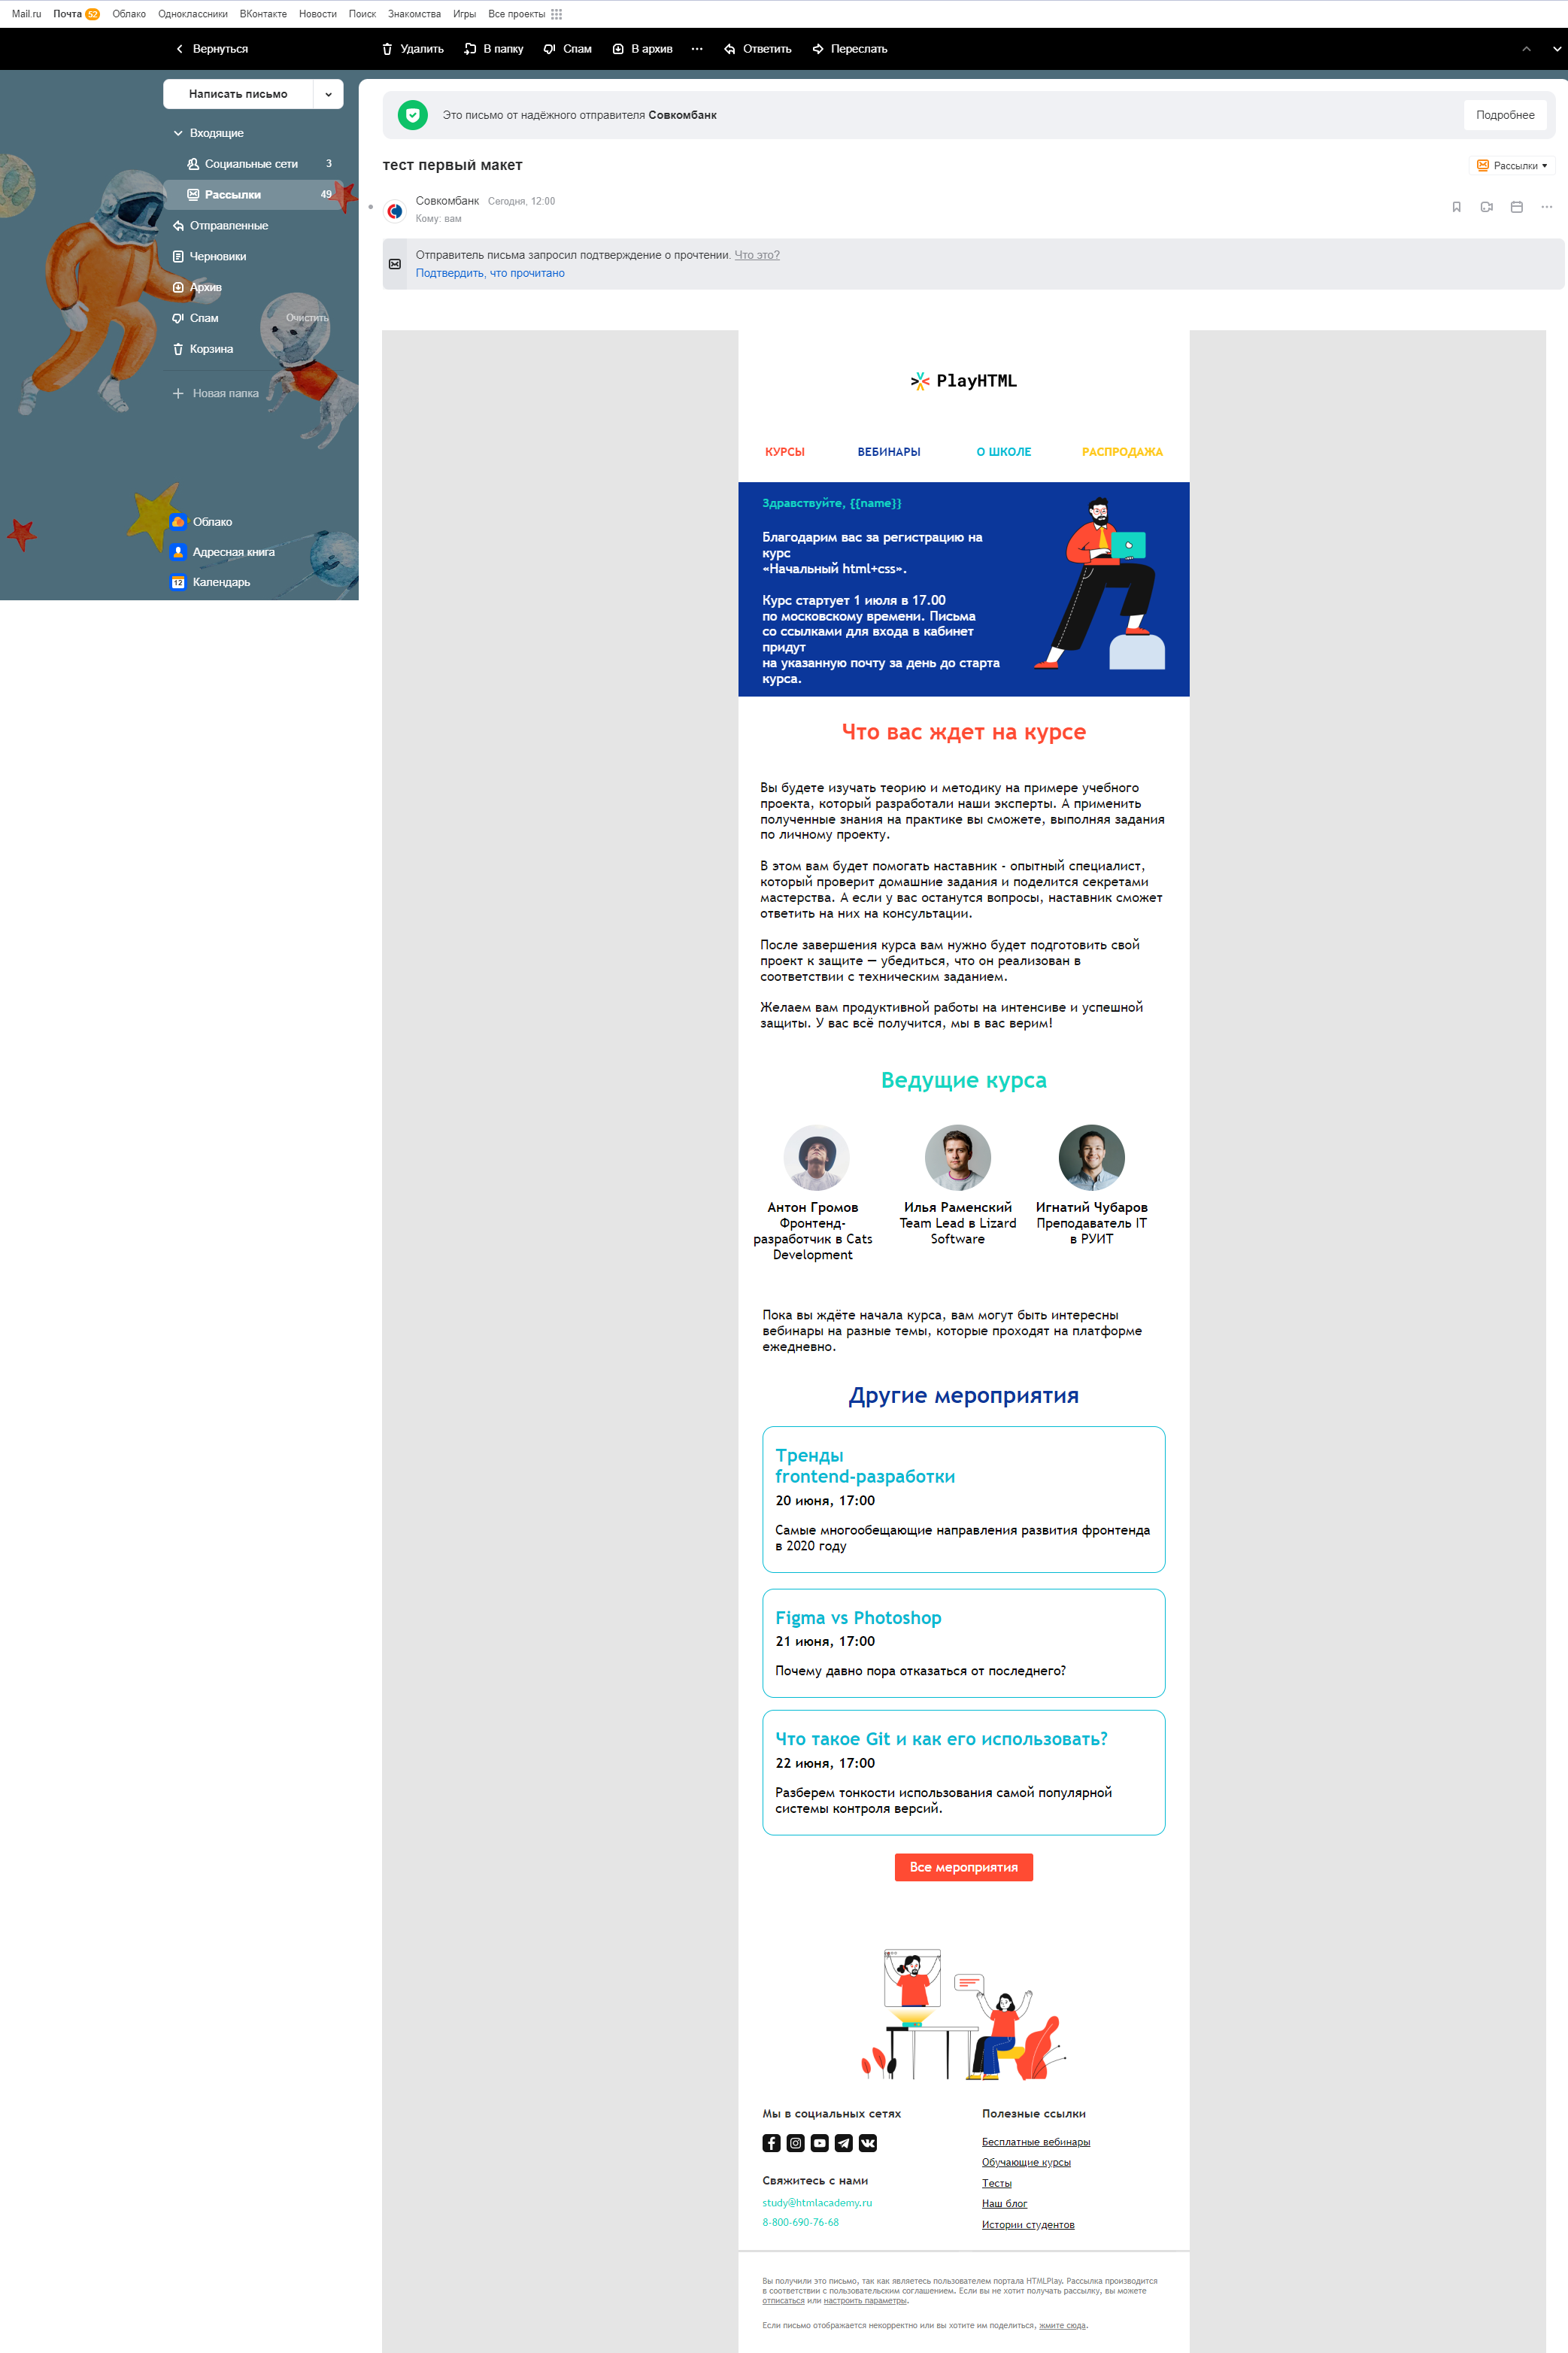 Mail.ru Почта 52 Облако Одноклассники ВКонтакте Новости Поиск Знакомства Игры Все проекты
Вернуться Удалить В папку Спам В архив Ответить Переслать
Написать письмо
Входящие
Социальные сети 3
Рассылки 49
Отправленные
Черновики
Архив
Спам Очистить
Корзина
Новая папка
Облако
Адресная книга
12 Календарь
Это письмо от надёжного отправителя Совкомбанк Подробнее
тест первый макет Рассылки
Совкомбанк Сегодня, 12:00
Кому: вам
Отправитель письма запросил подтверждение о прочтении. Что это?
Подтвердить, что прочитано
PlayHTML
КУРСЫ ВЕБИНАРЫ О ШКОЛЕ РАСПРОДАЖА
Здравствуйте, {{name}}
Благодарим вас за регистрацию на
курс
«Начальный html+css».
Курс стартует 1 июля в 17.00
по московскому времени. Письма
со ссылками для входа в кабинет
придут
на указанную почту за день до старта
курса.
Что вас ждет на курсе
Вы будете изучать теорию и методику на примере учебного
проекта, который разработали наши эксперты. А применить
полученные знания на практике вы сможете, выполняя задания
по личному проекту.
В этом вам будет помогать наставник - опытный специалист,
который проверит домашние задания и поделится секретами
мастерства. А если у вас останутся вопросы, наставник сможет
ответить на них на консультации.
После завершения курса вам нужно будет подготовить свой
проект к защите — убедиться, что он реализован в
соответствии с техническим заданием.
Желаем вам продуктивной работы на интенсиве и успешной
защиты. У вас всё получится, мы в вас верим!
Ведущие курса
Антон Громов
Фронтенд-
разработчик в Cats
Development
Илья Раменский
Team Lead в Lizard
Software
Игнатий Чубаров
Преподаватель IT
в РУИТ
Пока вы ждёте начала курса, вам могут быть интересны
вебинары на разные темы, которые проходят на платформе
ежедневно.
Другие мероприятия
Тренды
frontend-разработки
20 июня, 17:00
Самые многообещающие направления развития фронтенда
в 2020 году
Figma vs Photoshop
21 июня, 17:00
Почему давно пора отказаться от последнего?
Что такое Git и как его использовать?
22 июня, 17:00
Разберем тонкости использования самой популярной
системы контроля версий.
Все мероприятия
Мы в социальных сетях
Свяжитесь с нами
study@htmlacademy.ru
8-800-690-76-68
Полезные ссылки
Бесплатные вебинары
Обучающие курсы
Тесты
Наш блог
Истории студентов
Вы получили это письмо, так как являетесь пользователем портала HTMLPlay. Рассылка производится
в соответствии с пользовательским соглашением. Если вы не хотит получать рассылку, вы можете
отписаться или настроить параметры.
Если письмо отображается некорректно или вы хотите им поделиться, жмите сюда.